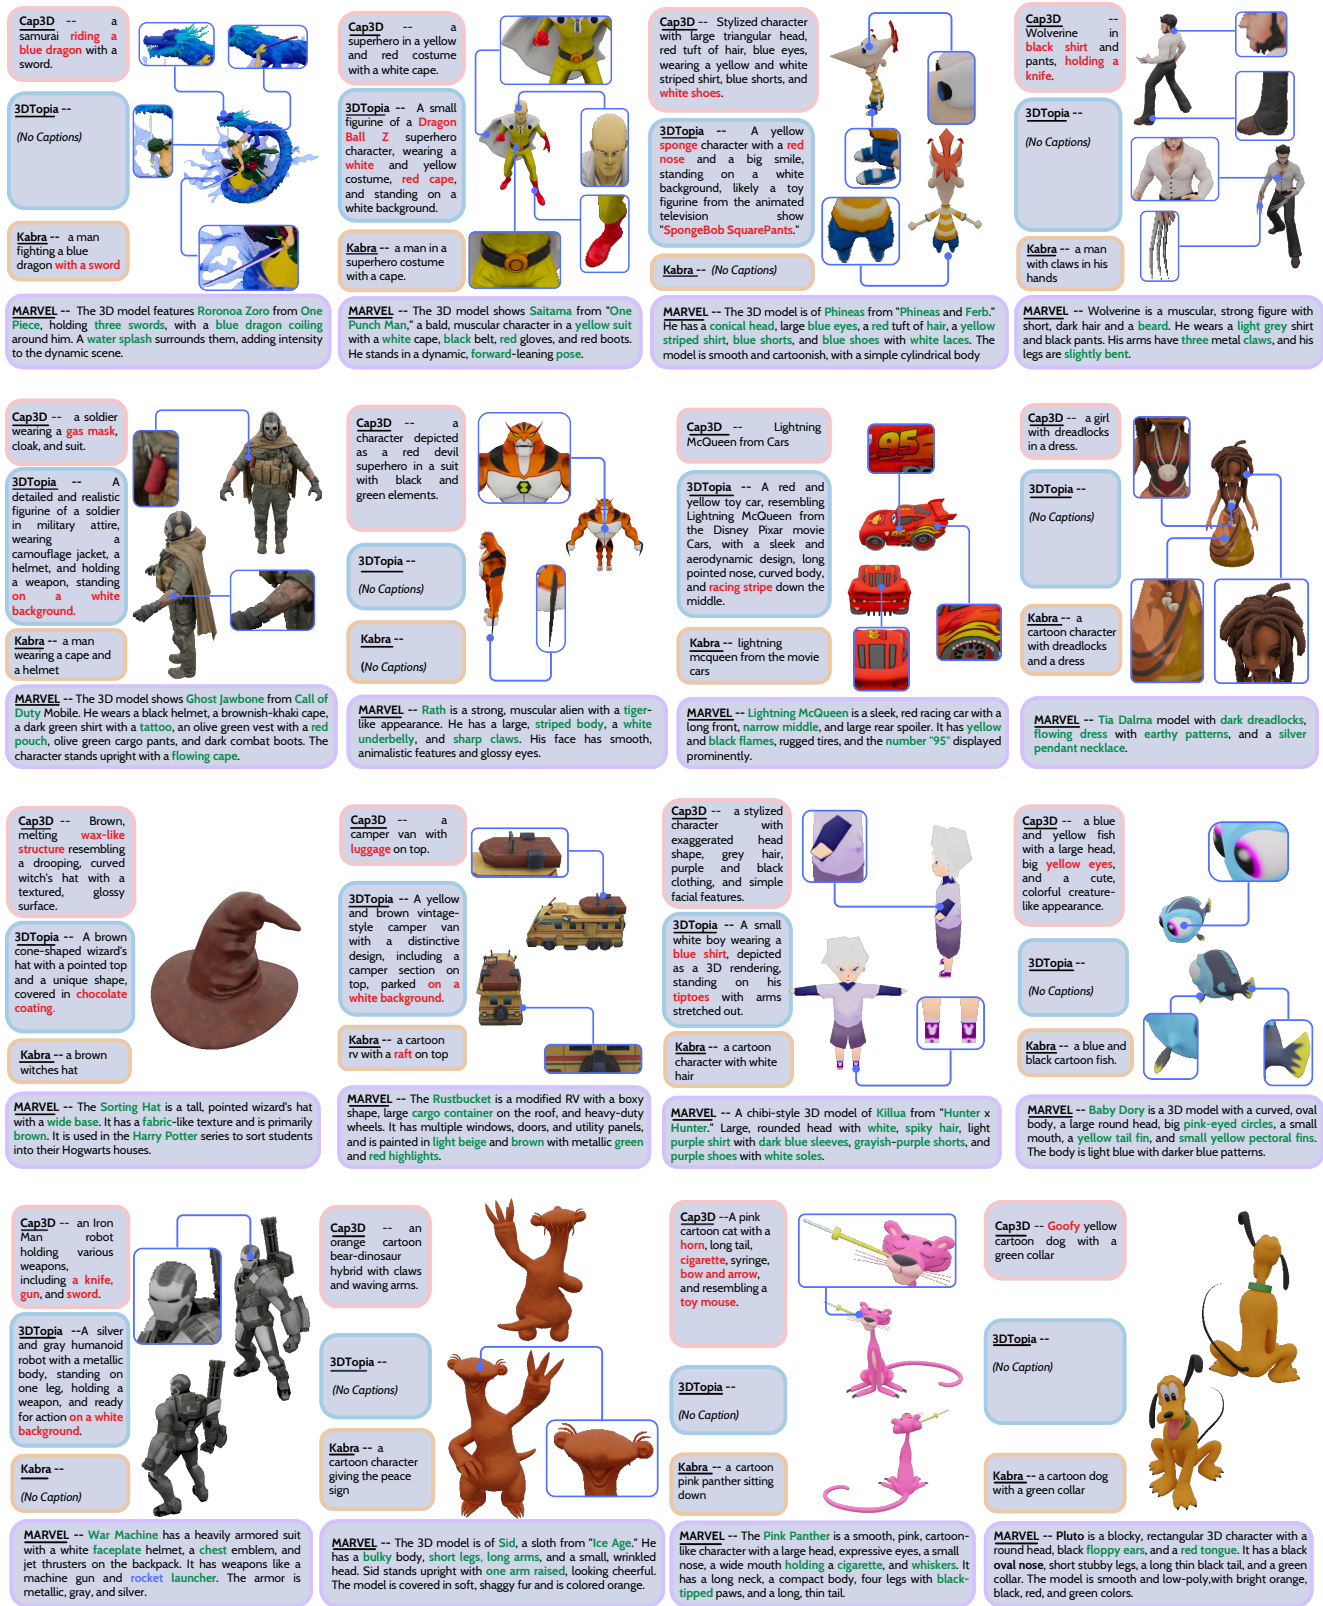 Cap3D -- a
samurai riding a
blue dragon with a
sword.
3DTopia --
(No Captions)
Kabra -- a man
fighting a blue
dragon with a sword
MARVEL -- The 3D model features Roronoa Zoro from One
Piece, holding three swords, with a blue dragon coiling
around him. A water splash surrounds them, adding intensity
to the dynamic scene.
Cap3D -- a
superhero in a yellow
and red costume
with a white cape.
3DTopia -- A small
figurine of a Dragon
Ball Z superhero
character, wearing a
white and yellow
costume, red cape,
and standing on a
white background.
Kabra -- a man in a
superhero costume
with a cape.
MARVEL -- The 3D model shows Saitama from "One
Punch Man," a bald, muscular character in a yellow suit
with a white cape, black belt, red gloves, and red boots.
He stands in a dynamic, forward-leaning pose.
Cap3D -- Stylized character
with large triangular head,
red tuft of hair, blue eyes,
wearing a yellow and white
striped shirt, blue shorts, and
white shoes.
3DTopia -- A yellow
sponge character with a red
nose and a big smile,
standing on a white
background, likely a toy
figurine from the animated
television show
"SpongeBob SquarePants."
Kabra -- (No Captions)
MARVEL -- The 3D model is of Phineas from "Phineas and Ferb."
He has a conical head, large blue eyes, a red tuft of hair, a yellow
striped shirt, blue shorts, and blue shoes with white laces. The
model is smooth and cartoonish, with a simple cylindrical body
Cap3D --
Wolverine in
black shirt and
pants, holding a
knife.
3DTopia --
(No Captions)
Kabra -- a man
with claws in his
hands
MARVEL -- Wolverine is a muscular, strong figure with
short, dark hair and a beard. He wears a light grey shirt
and black pants. His arms have three metal claws, and his
legs are slightly bent.
Cap3D -- a soldier
wearing a gas mask,
cloak, and suit.
3DTopia -- A
detailed and realistic
figurine of a soldier
in military attire,
wearing a
camouflage jacket, a
helmet, and holding
a weapon, standing
on a white
background.
Kabra -- a man
wearing a cape and
a helmet
MARVEL -- The 3D model shows Ghost Jawbone from Call of
Duty Mobile. He wears a black helmet, a brownish-khaki cape,
a dark green shirt with a tattoo, an olive green vest with a red
pouch, olive green cargo pants, and dark combat boots. The
character stands upright with a flowing cape.
Cap3D -- a
character depicted
as a red devil
superhero in a suit
with black and
green elements.
3DTopia --
(No Captions)
Kabra --
(No Captions)
MARVEL -- Rath is a strong, muscular alien with a tiger-
like appearance. He has a large, striped body, a white
underbelly, and sharp claws. His face has smooth,
animalistic features and glossy eyes.
Cap3D -- Lightning
McQueen from Cars
3DTopia -- A red and
yellow toy car, resembling
Lightning McQueen from
the Disney Pixar movie
Cars, with a sleek and
aerodynamic design, long
pointed nose, curved body,
and racing stripe down the
middle.
Kabra -- lightning
mcqueen from the movie
cars
95
MARVEL -- Lightning McQueen is a sleek, red racing car with a
long front, narrow middle, and large rear spoiler. It has yellow
and black flames, rugged tires, and the number "95" displayed
prominently.
Cap3D -- a girl
with dreadlocks
in a dress.
3DTopia --
(No Captions)
Kabra -- a
cartoon character
with dreadlocks
and a dress
MARVEL -- Tia Dalma model with dark dreadlocks,
flowing dress with earthy patterns, and a silver
pendant necklace.
Cap3D -- Brown,
melting wax-like
structure resembling
a drooping, curved
witch's hat with a
textured, glossy
surface.
3DTopia -- A brown
cone-shaped wizard's
hat with a pointed top
and a unique shape,
covered in chocolate
coating.
Kabra -- a brown
witches hat
MARVEL -- The Sorting Hat is a tall, pointed wizard's hat
with a wide base. It has a fabric-like texture and is primarily
brown. It is used in the Harry Potter series to sort students
into their Hogwarts houses.
Cap3D -- a
camper van with
luggage on top.
3DTopia -- A yellow
and brown vintage-
style camper van
with a distinctive
design, including a
camper section on
top, parked on a
white background.
Kabra -- a cartoon
rv with a raft on top
MARVEL -- The Rustbucket is a modified RV with a boxy
shape, large cargo container on the roof, and heavy-duty
wheels. It has multiple windows, doors, and utility panels,
and is painted in light beige and brown with metallic green
and red highlights.
Cap3D -- a stylized
character with
exaggerated head
shape, grey hair,
purple and black
clothing, and simple
facial features.
3DTopia -- A small
white boy wearing a
blue shirt, depicted
as a 3D rendering,
standing on his
tiptoes with arms
stretched out.
Kabra -- a cartoon
character with white
hair
MARVEL -- A chibi-style 3D model of Killua from "Hunter x
Hunter." Large, rounded head with white, spiky hair, light
purple shirt with dark blue sleeves, grayish-purple shorts, and
purple shoes with white soles.
Cap3D -- a blue
and yellow fish
with a large head,
big yellow eyes,
and a cute,
colorful creature-
like appearance.
3DTopia --
(No Captions)
Kabra -- a blue and
black cartoon fish.
MARVEL -- Baby Dory is a 3D model with a curved, oval
body, a large round head, big pink-eyed circles, a small
mouth, a yellow tail fin, and small yellow pectoral fins.
The body is light blue with darker blue patterns.
Cap3D -- an Iron
Man robot
holding various
weapons,
including a knife,
gun, and sword.
3DTopia --A silver
and gray humanoid
robot with a metallic
body, standing on
one leg, holding a
weapon, and ready
for action on a white
background.
Kabra --
(No Caption)
MARVEL -- War Machine has a heavily armored suit
with a white faceplate helmet, a chest emblem, and
jet thrusters on the backpack. It has weapons like a
machine gun and rocket launcher. The armor is
metallic, gray, and silver.
Cap3D -- an
orange cartoon
bear-dinosaur
hybrid with claws
and waving arms.
3DTopia --
(No Captions)
Kabra -- a
cartoon character
giving the peace
sign
MARVEL -- The 3D model is of Sid, a sloth from "Ice Age." He
has a bulky body, short legs, long arms, and a small, wrinkled
head. Sid stands upright with one arm raised, looking cheerful.
The model is covered in soft, shaggy fur and is colored orange.
Cap3D --A pink
cartoon cat with a
horn, long tail,
cigarette, syringe,
bow and arrow,
and resembling a
toy mouse.
3DTopia --
(No Caption)
Kabra -- a cartoon
pink panther sitting
down
MARVEL -- The Pink Panther is a smooth, pink, cartoon-
like character with a large head, expressive eyes, a small
nose, a wide mouth holding a cigarette, and whiskers. It
has a long neck, a compact body, four legs with black-
tipped paws, and a long, thin tail.
Cap3D -- Goofy yellow
cartoon dog with a
green collar
3DTopia --
(No Caption)
Kabra -- a cartoon dog
with a green collar
MARVEL -- Pluto is a blocky, rectangular 3D character with a
round head, black floppy ears, and a red tongue. It has a black
oval nose, short stubby legs, a long thin black tail, and a green
collar. The model is smooth and low-poly,with bright orange,
black, red, and green colors.